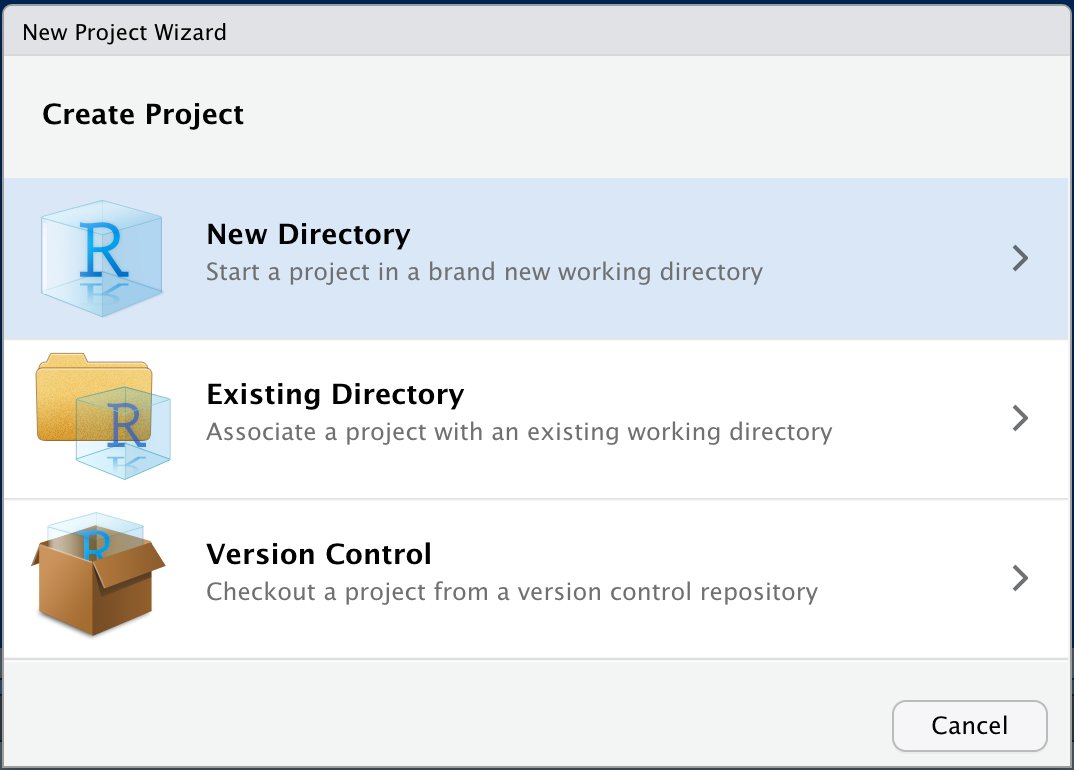 New Project Wizard
Create Project
R
New Directory
Start a project in a brand new working directory
R
Existing Directory
Associate a project with an existing working directory
R
Version Control
Checkout a project from a version control repository
Cancel